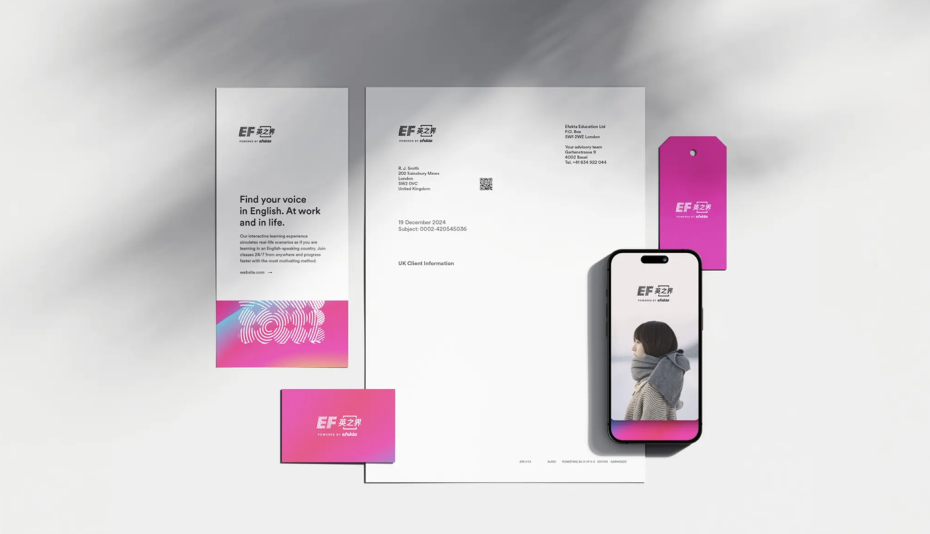 EF 英之界
POWERED BY efekta
Find your voice
in English. At work
and in life.
Our interactive learning experience
simulates real-life scenarios as if you are
learning in an English-speaking country. Join
classes 24/7 from anywhere and progress
faster with the most motivating method.
website.com →
EF 英之界
POWERED BY efekta
Efekta Education Ltd
P.O. Box
SW1 2WE London
Your advisory team
Gartenstrasse 9
4002 Basel
Tel. +41 634 922 044
R.J. Smith
202 Sainsbury Mews
London
SW2 0VC
United Kingdom
19 December 2024
Subject: 0002-420545036
UK Client Information
EF 英之界
POWERED BY efekta
EF 英之界
POWERED BY efekta
EF 英之界
POWERED BY efekta